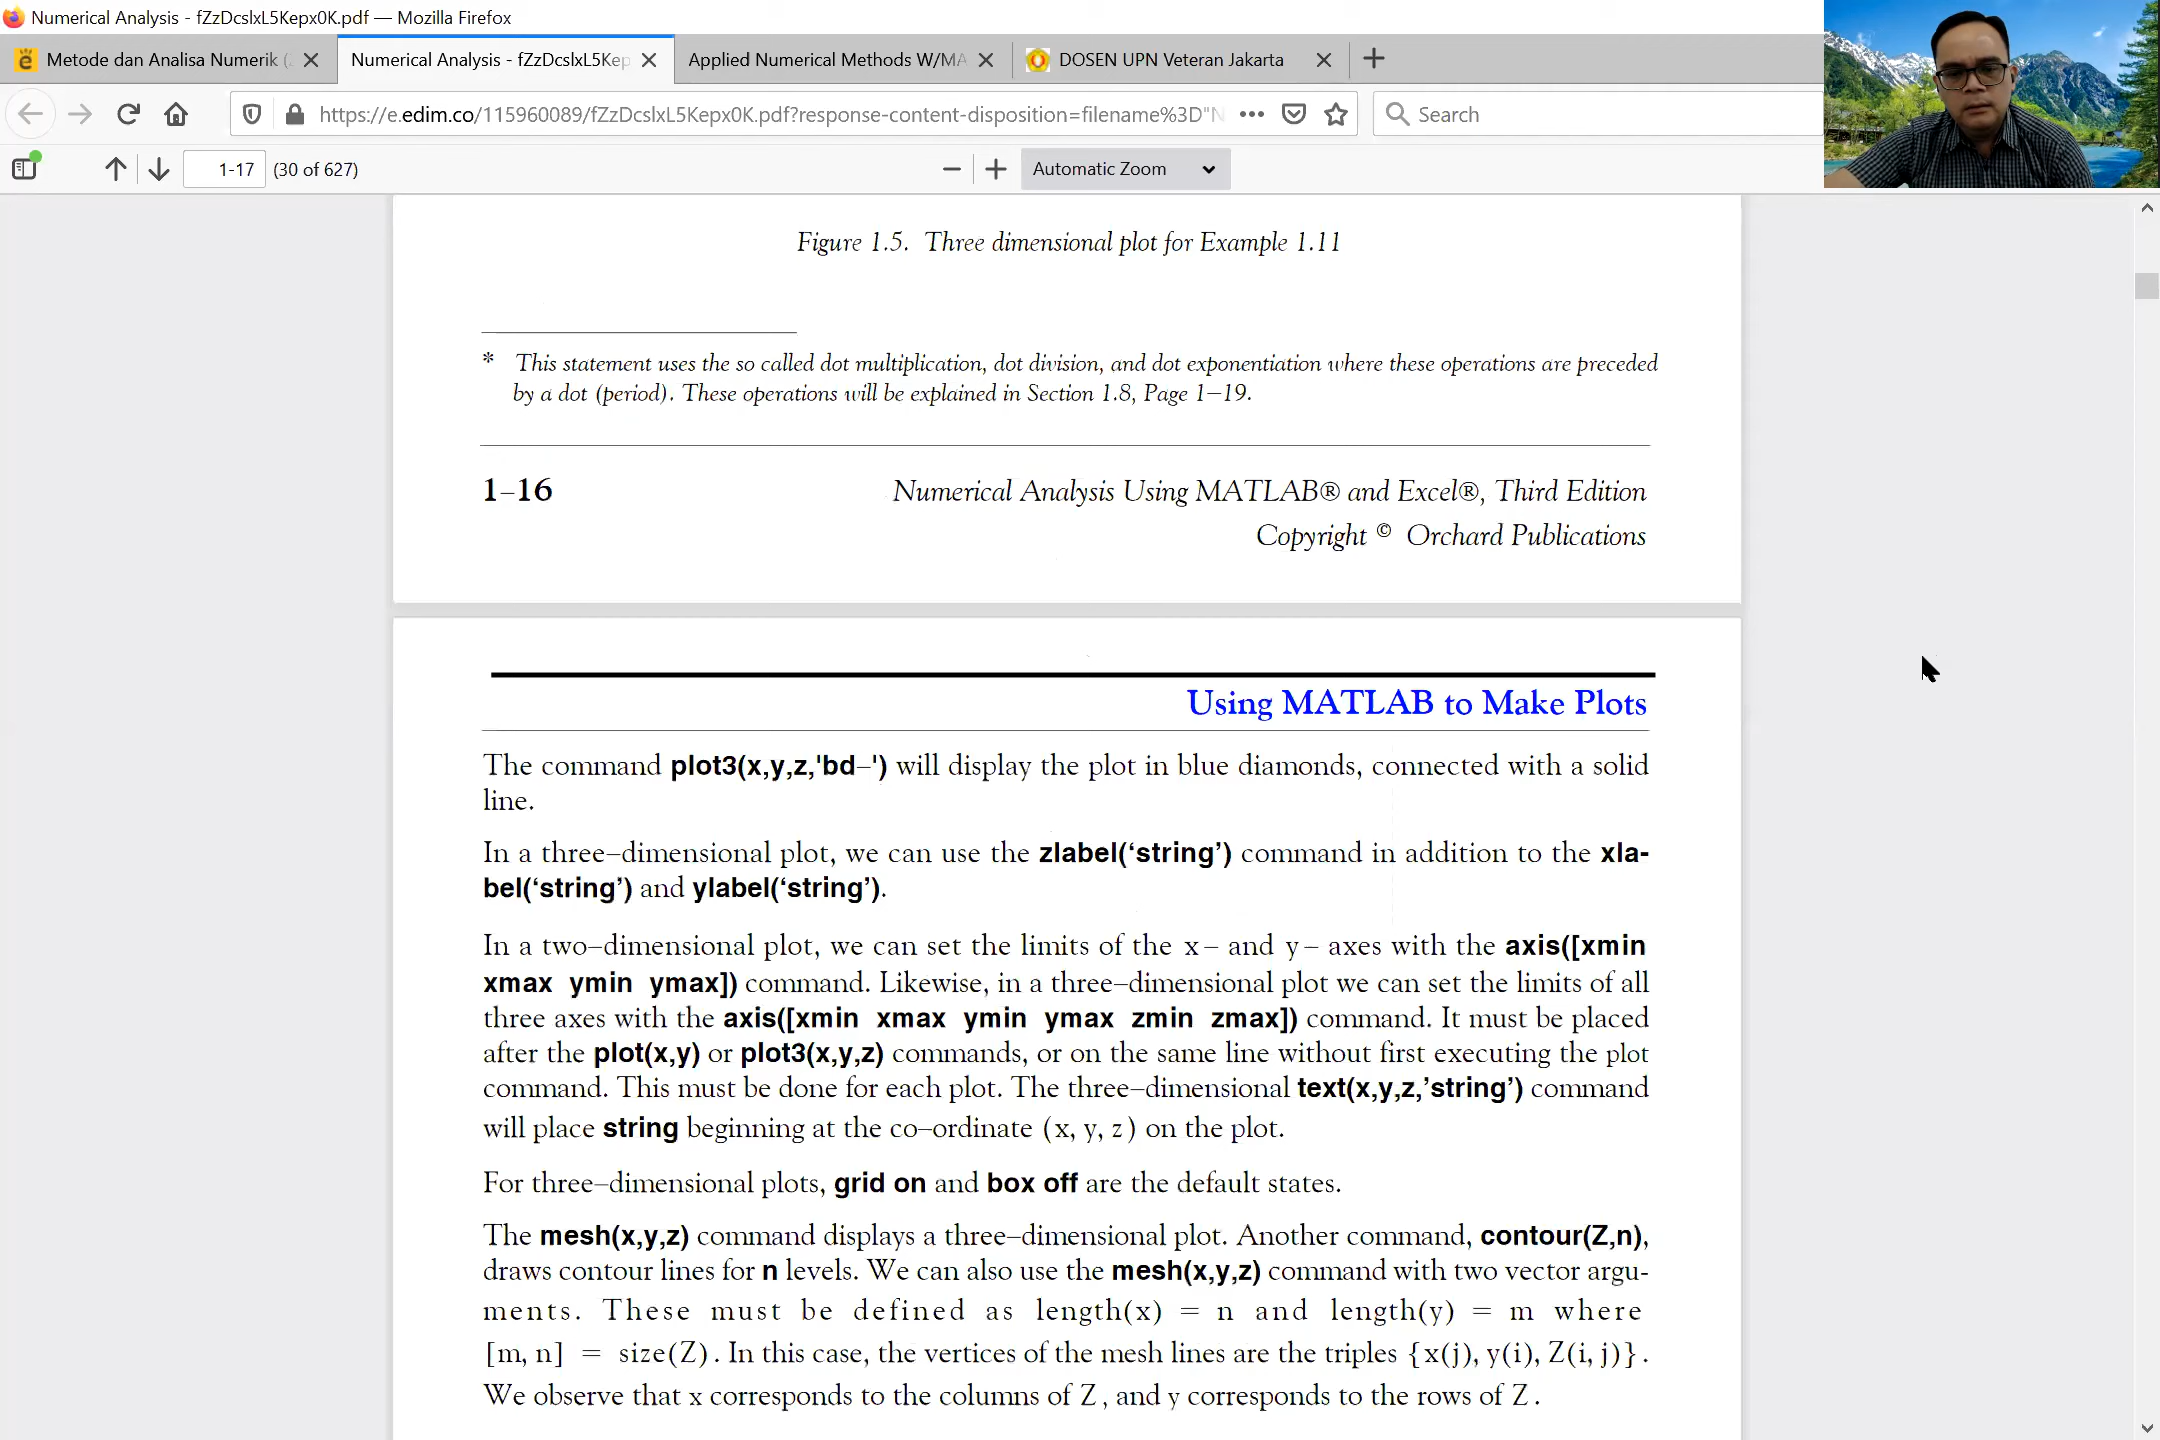 Numerical Analysis - fZzDcslxL5Kepx0K.pdf — Mozilla Firefox
Metode dan Analisa Numerik (
Numerical Analysis - fZzDcslxL5Kep
Applied Numerical Methods W/MA
DOSEN UPN Veteran Jakarta
https://e.edim.co/115960089/fZzDcslxL5Kepx0K.pdf?response-content-disposition=filename%3D"N
Search
1-17 (30 of 627)
Automatic Zoom
Figure 1.5. Three dimensional plot for Example 1.11
* This statement uses the so called dot multiplication, dot division, and dot exponentiation where these operations are preceded
by a dot (period). These operations will be explained in Section 1.8, Page 1–19.
1–16 Numerical Analysis Using MATLAB® and Excel®, Third Edition
Copyright © Orchard Publications
Using MATLAB to Make Plots
The command plot3(x,y,z,'bd–') will display the plot in blue diamonds, connected with a solid
line.
In a three–dimensional plot, we can use the zlabel(‘string’) command in addition to the xla-
bel(‘string’) and ylabel(‘string’).
In a two–dimensional plot, we can set the limits of the x– and y– axes with the axis([xmin
xmax ymin ymax]) command. Likewise, in a three–dimensional plot we can set the limits of all
three axes with the axis([xmin xmax ymin ymax zmin zmax]) command. It must be placed
after the plot(x,y) or plot3(x,y,z) commands, or on the same line without first executing the plot
command. This must be done for each plot. The three–dimensional text(x,y,z,’string’) command
will place string beginning at the co–ordinate (x, y, z) on the plot.
For three–dimensional plots, grid on and box off are the default states.
The mesh(x,y,z) command displays a three–dimensional plot. Another command, contour(Z,n),
draws contour lines for n levels. We can also use the mesh(x,y,z) command with two vector argu-
ments. These must be defined as length(x) = n and length(y) = m where
[m, n] = size(Z). In this case, the vertices of the mesh lines are the triples {x(j), y(i), Z(i, j)}.
We observe that x corresponds to the columns of Z, and y corresponds to the rows of Z.